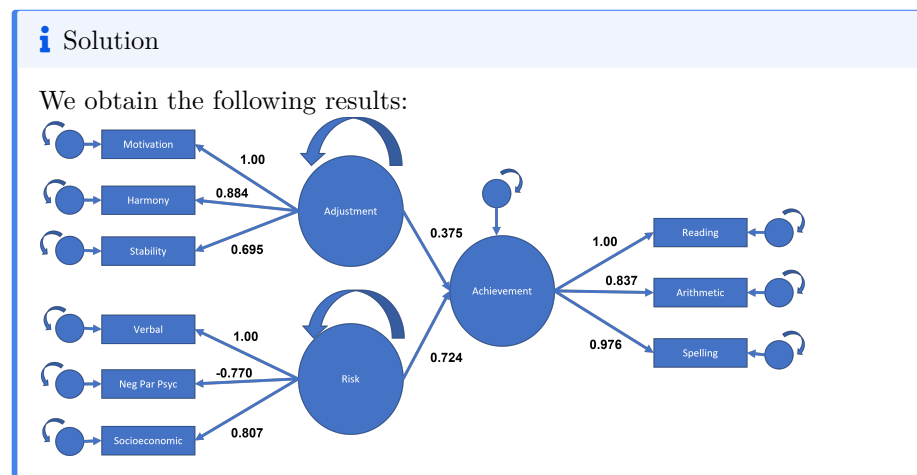 Solution
We obtain the following results:
Motivation
1.00
Harmony
0.884
Adjustment
Stability
0.695
0.375
Reading
1.00
Achievement
0.837
Arithmetic
Verbal
1.00
0.724
0.976
Spelling
Neg Par Psyc
-0.770
Risk
Socioeconomic
0.807